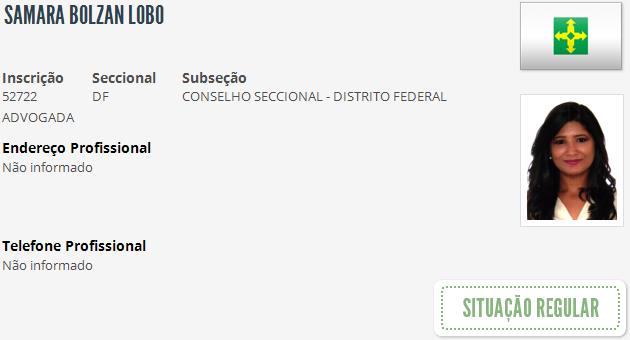 SAMARA BOLZAN LOBO
Inscrição Seccional Subseção
52722 DF CONSELHO SECCIONAL - DISTRITO FEDERAL
ADVOGADA
Endereço Profissional
Não informado
Telefone Profissional
Não informado
SITUAÇÃO REGULAR